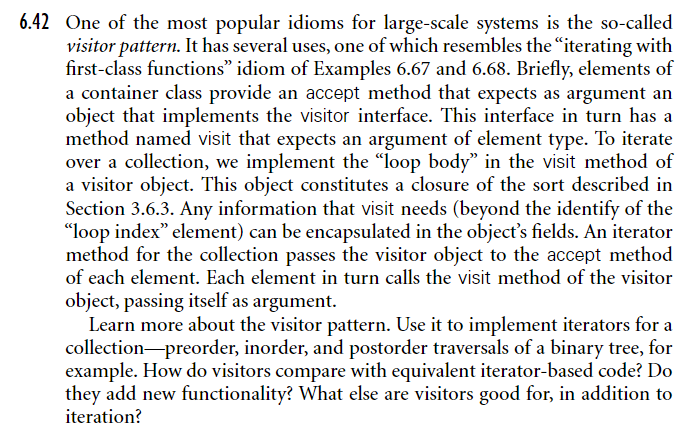 6.42 One of the most popular idioms for large-scale systems is the so-called
visitor pattern. It has several uses, one of which resembles the “iterating with
first-class functions” idiom of Examples 6.67 and 6.68. Briefly, elements of
a container class provide an accept method that expects as argument an
object that implements the visitor interface. This interface in turn has a
method named visit that expects an argument of element type. To iterate
over a collection, we implement the “loop body” in the visit method of
a visitor object. This object constitutes a closure of the sort described in
Section 3.6.3. Any information that visit needs (beyond the identify of the
“loop index” element) can be encapsulated in the object’s fields. An iterator
method for the collection passes the visitor object to the accept method
of each element. Each element in turn calls the visit method of the visitor
object, passing itself as argument.
Learn more about the visitor pattern. Use it to implement iterators for a
collection—preorder, inorder, and postorder traversals of a binary tree, for
example. How do visitors compare with equivalent iterator-based code? Do
they add new functionality? What else are visitors good for, in addition to
iteration?